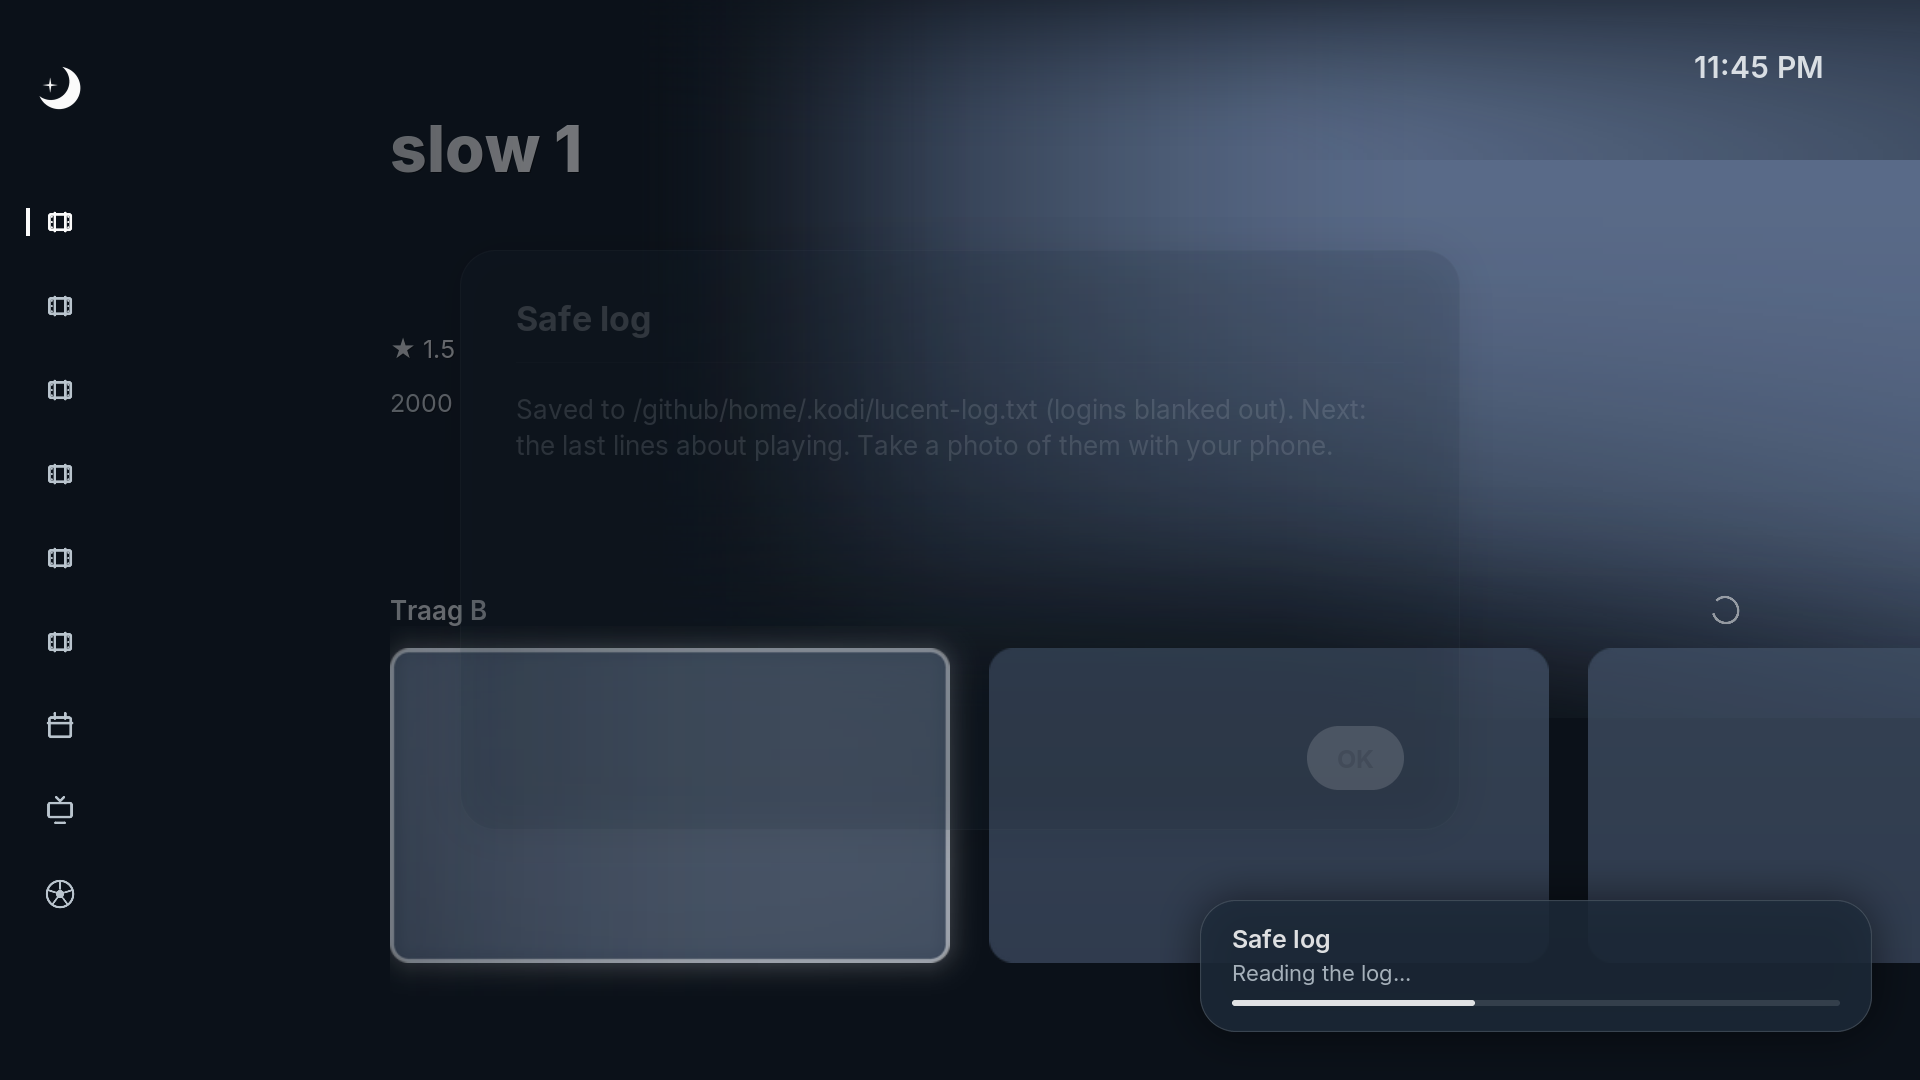 11:45 PM
slow 1
Safe log
★ 1.5
2000
Saved to /github/home/.kodi/lucent-log.txt (logins blanked out). Next:
the last lines about playing. Take a photo of them with your phone.
Traag B
OK
Safe log
Reading the log...